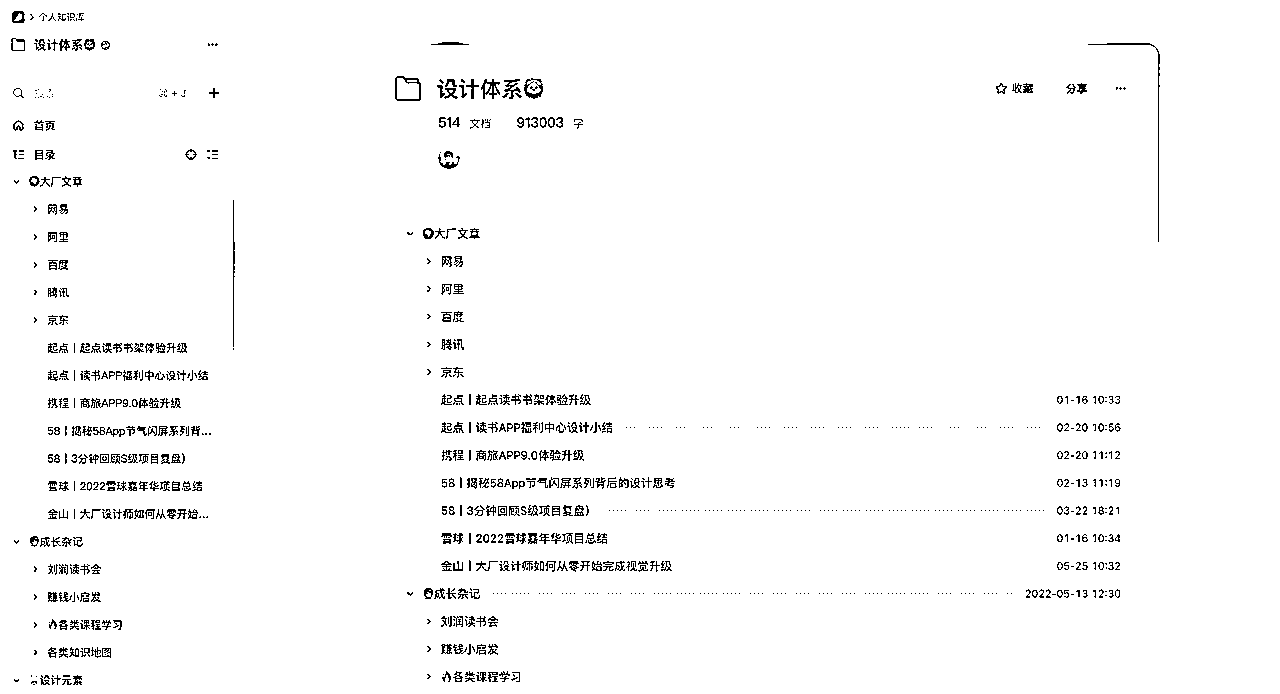 个人知识库
设计体系
搜索 ⌘ + J
首页
目录
大厂文章
网易
阿里
百度
腾讯
京东
起点丨起点读书书架体验升级
起点丨读书APP福利中心设计小结
携程丨商旅APP9.0体验升级
58丨揭秘58App节气闪屏系列背...
58丨3分钟回顾S级项目复盘）
雪球丨2022雪球嘉年华项目总结
金山丨大厂设计师如何从零开始...
成长杂记
刘润读书会
赚钱小启发
各类课程学习
各类知识地图
设计元素
设计体系
收藏 分享
514 文档 913003 字
大厂文章
网易
阿里
百度
腾讯
京东
起点丨起点读书书架体验升级 01-16 10:33
起点丨读书APP福利中心设计小结 02-20 10:56
携程丨商旅APP9.0体验升级 02-20 11:12
58丨揭秘58App节气闪屏系列背后的设计思考 02-13 11:19
58丨3分钟回顾S级项目复盘） 03-22 18:21
雪球丨2022雪球嘉年华项目总结 01-16 10:34
金山丨大厂设计师如何从零开始完成视觉升级 05-25 10:32
成长杂记 2022-05-13 12:30
刘润读书会
赚钱小启发
各类课程学习